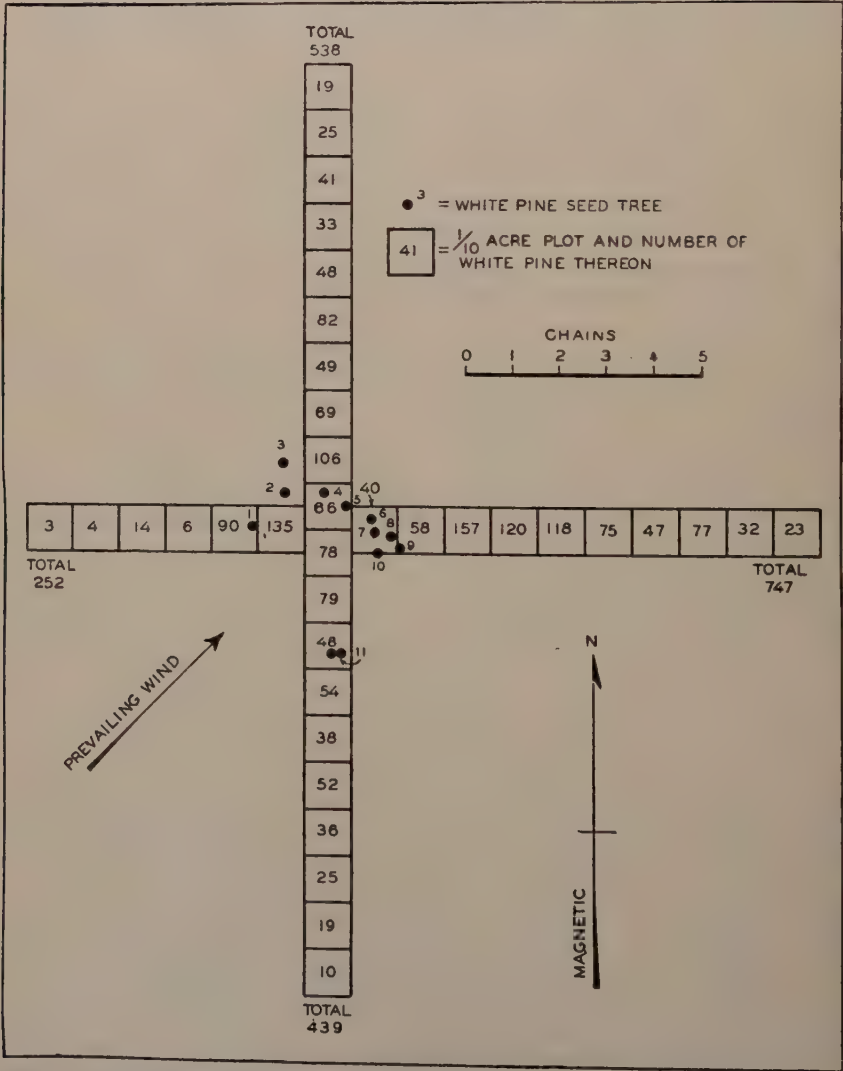 TOTAL
538
19
25
41
33
48
82
49
69
106
3 = WHITE PINE SEED TREE
41 = 1/10 ACRE PLOT AND NUMBER OF
WHITE PINE THEREON
CHAINS
0 1 2 3 4 5
3
2
4
66
5
40
6
7
8
9
10
1
3 4 14 6 90 135
58 157 120 118 75 47 77 32 23
TOTAL
252
TOTAL
747
78
79
48
11
54
38
52
36
25
19
10
TOTAL
439
PREVAILING WIND
N
MAGNETIC